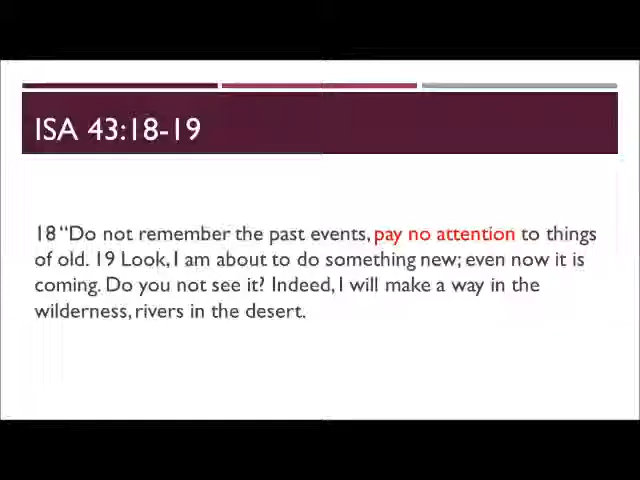 ISA 43:18-19
18 “Do not remember the past events, pay no attention to things
of old. 19 Look, I am about to do something new; even now it is
coming. Do you not see it? Indeed, I will make a way in the
wilderness, rivers in the desert.